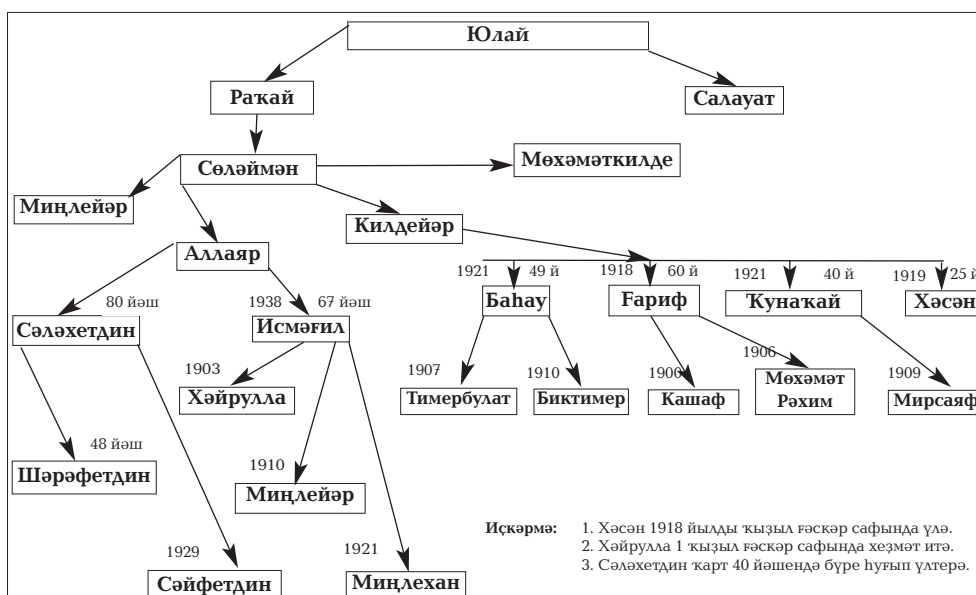 Юлай
Раҡай
Салауат
Сөләймән
Мөхәмәткилде
Миңлейәр
Килдейәр
Аллаяр
1921
49 й
1918
60 й
1921
40 й
1919
25 й
Баһау
Ғариф
Ҡунаҡай
Хәсән
80 йәш
1938
67 йәш
Сәләхетдин
Исмәғил
1903
1907
1910
1906
1906
1909
Хәйрулла
Тимербулат
Биктимер
Кашаф
Мөхәмәт
Рәхим
Мирсаяф
48 йәш
Шәрәфетдин
1910
Миңлейәр
1929
Сәйфетдин
1921
Миңлехан
Иҫкәрмә:
1. Хәсән 1918 йылды ҡыҙыл ғәскәр сафында үлә.
2. Хәйрулла 1 ҡыҙыл ғәскәр сафында хеҙмәт итә.
3. Сәләхетдин ҡарт 40 йәшендә бүре һуғып үлтерә.